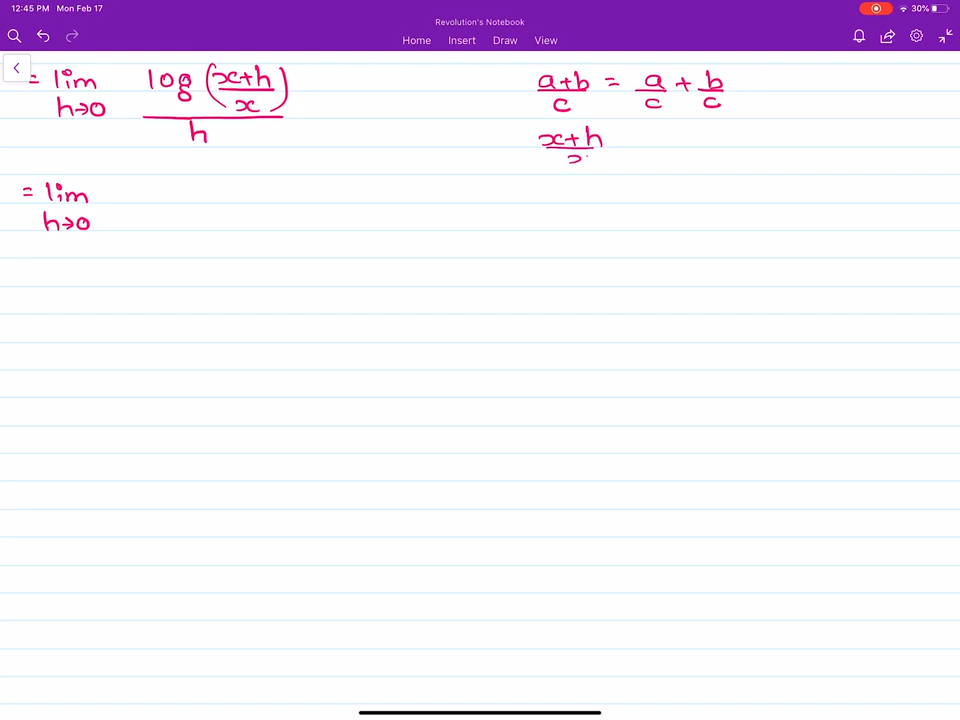 12:45 PM Mon Feb 17 30%
Revolution's Notebook
Home Insert Draw View
= lim log (x+h / x) / h
h→0
a+b / c = a/c + b/c
x+h / x
= lim
h→0